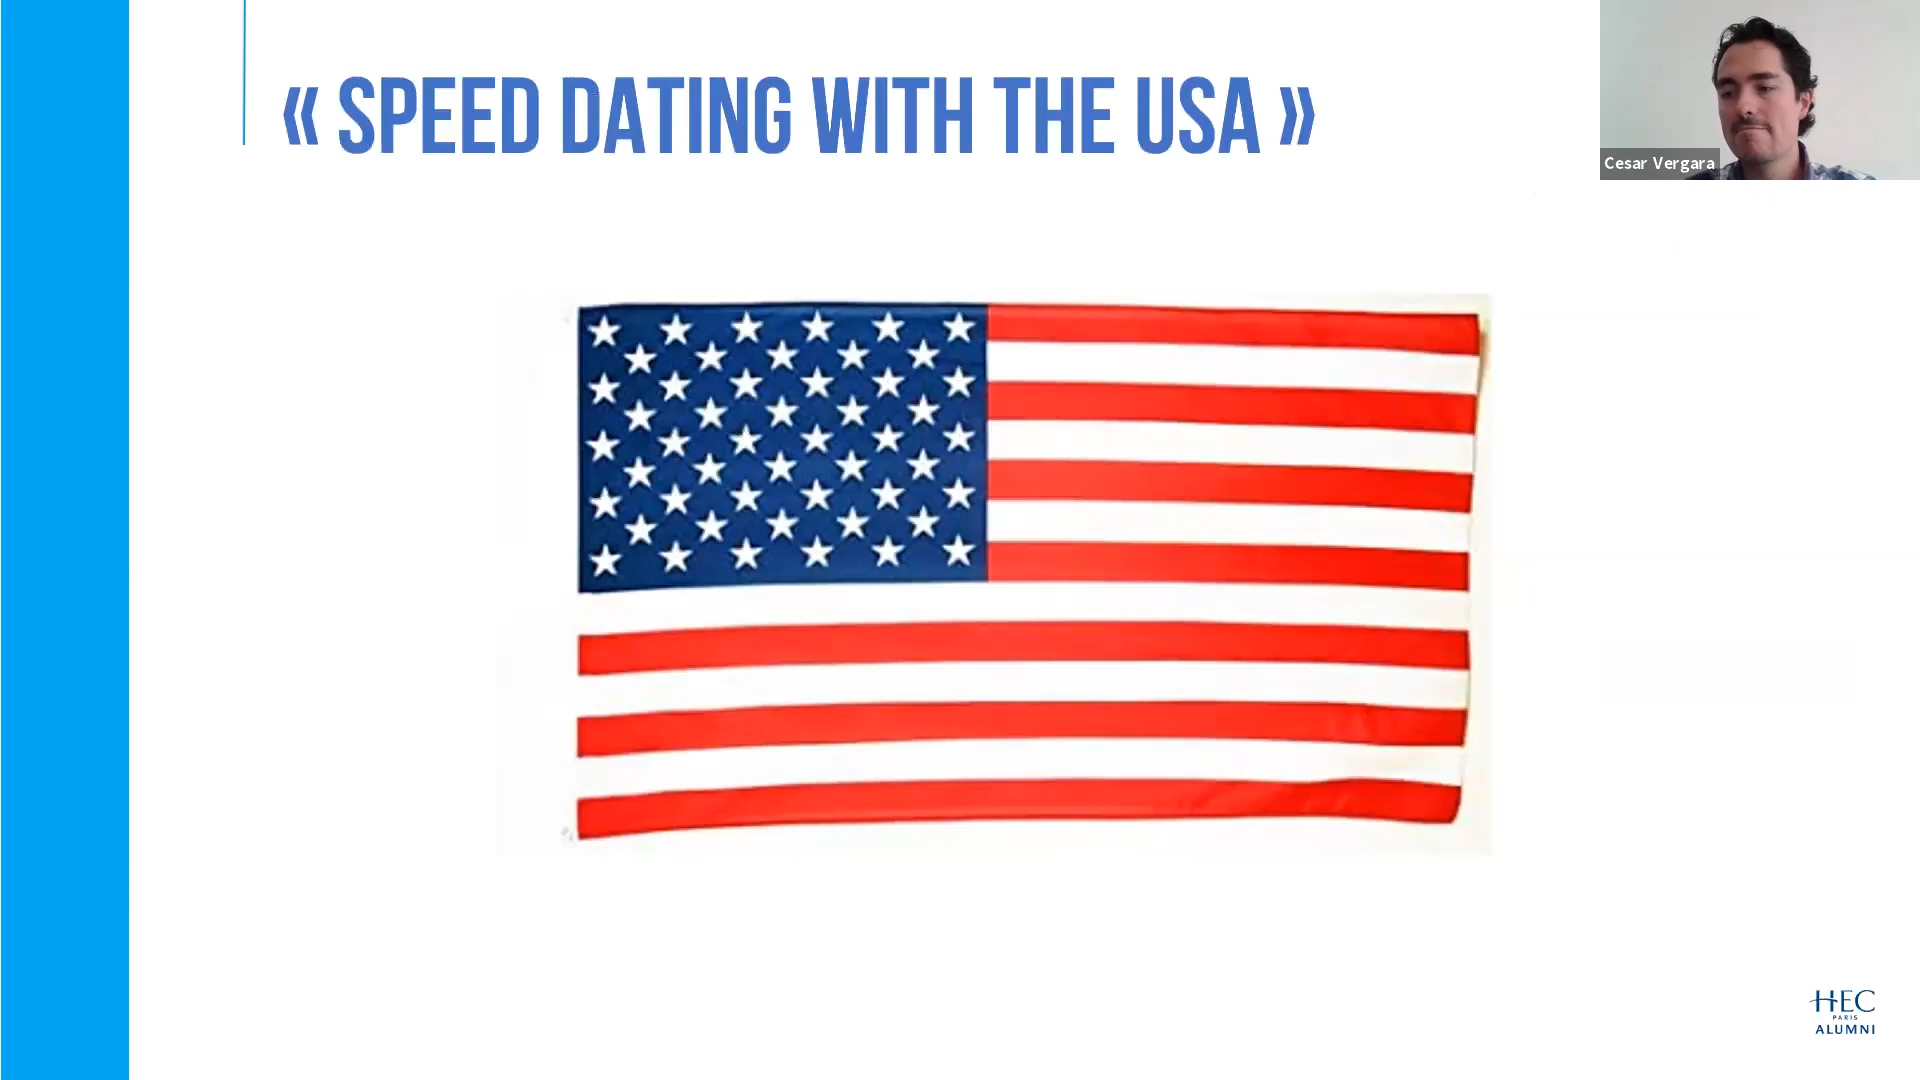 « SPEED DATING WITH THE USA »
Cesar Vergara
HEC
PARIS
ALUMNI